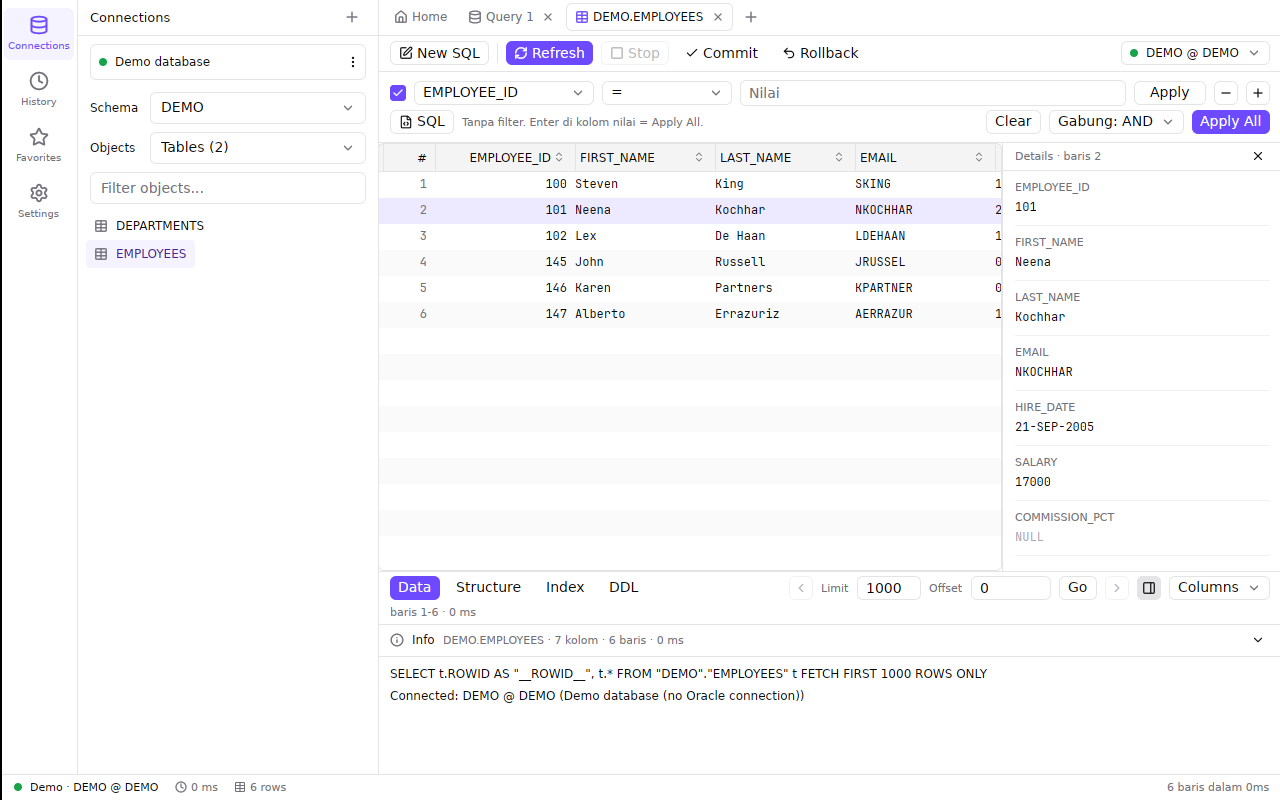 Connections
History
Favorites
Settings
Connections
Demo database
Schema
DEMO
Objects
Tables (2)
Filter objects...
DEPARTMENTS
EMPLOYEES
Home
Query 1
DEMO.EMPLOYEES
New SQL
Refresh
Stop
Commit
Rollback
DEMO @ DEMO
EMPLOYEE_ID
=
Nilai
Apply
SQL
Tanpa filter. Enter di kolom nilai = Apply All.
Clear
Gabung: AND
Apply All
# EMPLOYEE_ID FIRST_NAME LAST_NAME EMAIL
1 100 Steven King SKING 1
2 101 Neena Kochhar NKOCHHAR 2
3 102 Lex De Haan LDEHAAN 1
4 145 John Russell JRUSSEL 0
5 146 Karen Partners KPARTNER 0
6 147 Alberto Errazuriz AERRAZUR 1
Details · baris 2
EMPLOYEE_ID
101
FIRST_NAME
Neena
LAST_NAME
Kochhar
EMAIL
NKOCHHAR
HIRE_DATE
21-SEP-2005
SALARY
17000
COMMISSION_PCT
NULL
Data
Structure
Index
DDL
Limit
1000
Offset
0
Go
Columns
baris 1-6 · 0 ms
Info DEMO.EMPLOYEES · 7 kolom · 6 baris · 0 ms
SELECT t.ROWID AS "__ROWID__", t.* FROM "DEMO"."EMPLOYEES" t FETCH FIRST 1000 ROWS ONLY
Connected: DEMO @ DEMO (Demo database (no Oracle connection))
Demo · DEMO @ DEMO
0 ms
6 rows
6 baris dalam 0ms